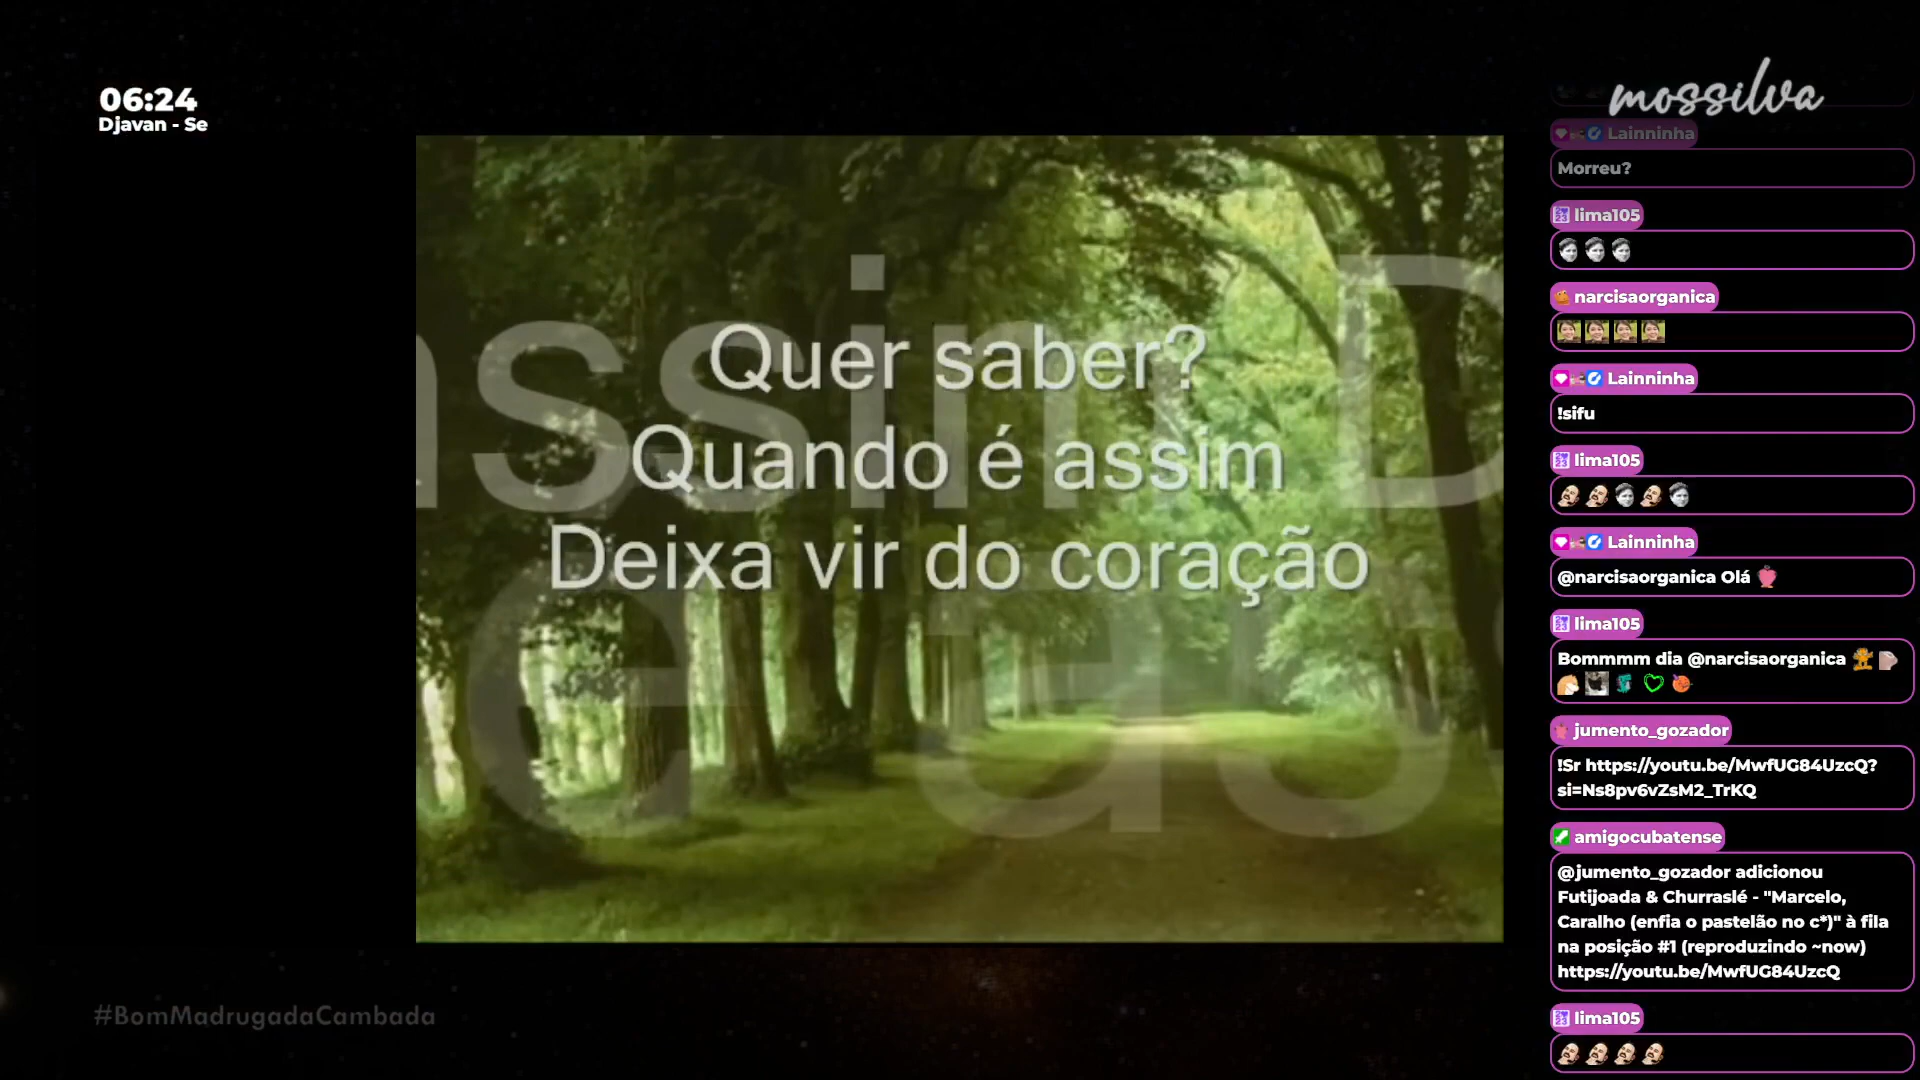 06:24
Djavan - Se
mossilva
Quer saber?
Quando é assim
Deixa vir do coração
#BomMadrugadaCambada
Lainninha
Morreu?
lima105
narcisaorganica
Lainninha
!sifu
lima105
Lainninha
@narcisaorganica Olá
lima105
Bommmm dia @narcisaorganica
jumento_gozador
!Sr https://youtu.be/MwfUG84UzcQ?
si=Ns8pv6vZsM2_TrKQ
amigocubatense
@jumento_gozador adicionou
Futijoada & Churraslé - "Marcelo,
Caralho (enfia o pastelão no c*)" à fila
na posição #1 (reproduzindo ~now)
https://youtu.be/MwfUG84UzcQ
lima105